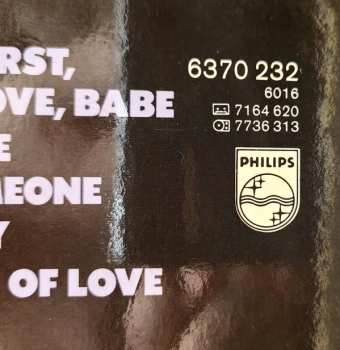 RST,
OVE, BABE
E
MEONE
Y
OF LOVE
6370 232
6016
7164 620
7736 313
PHILIPS